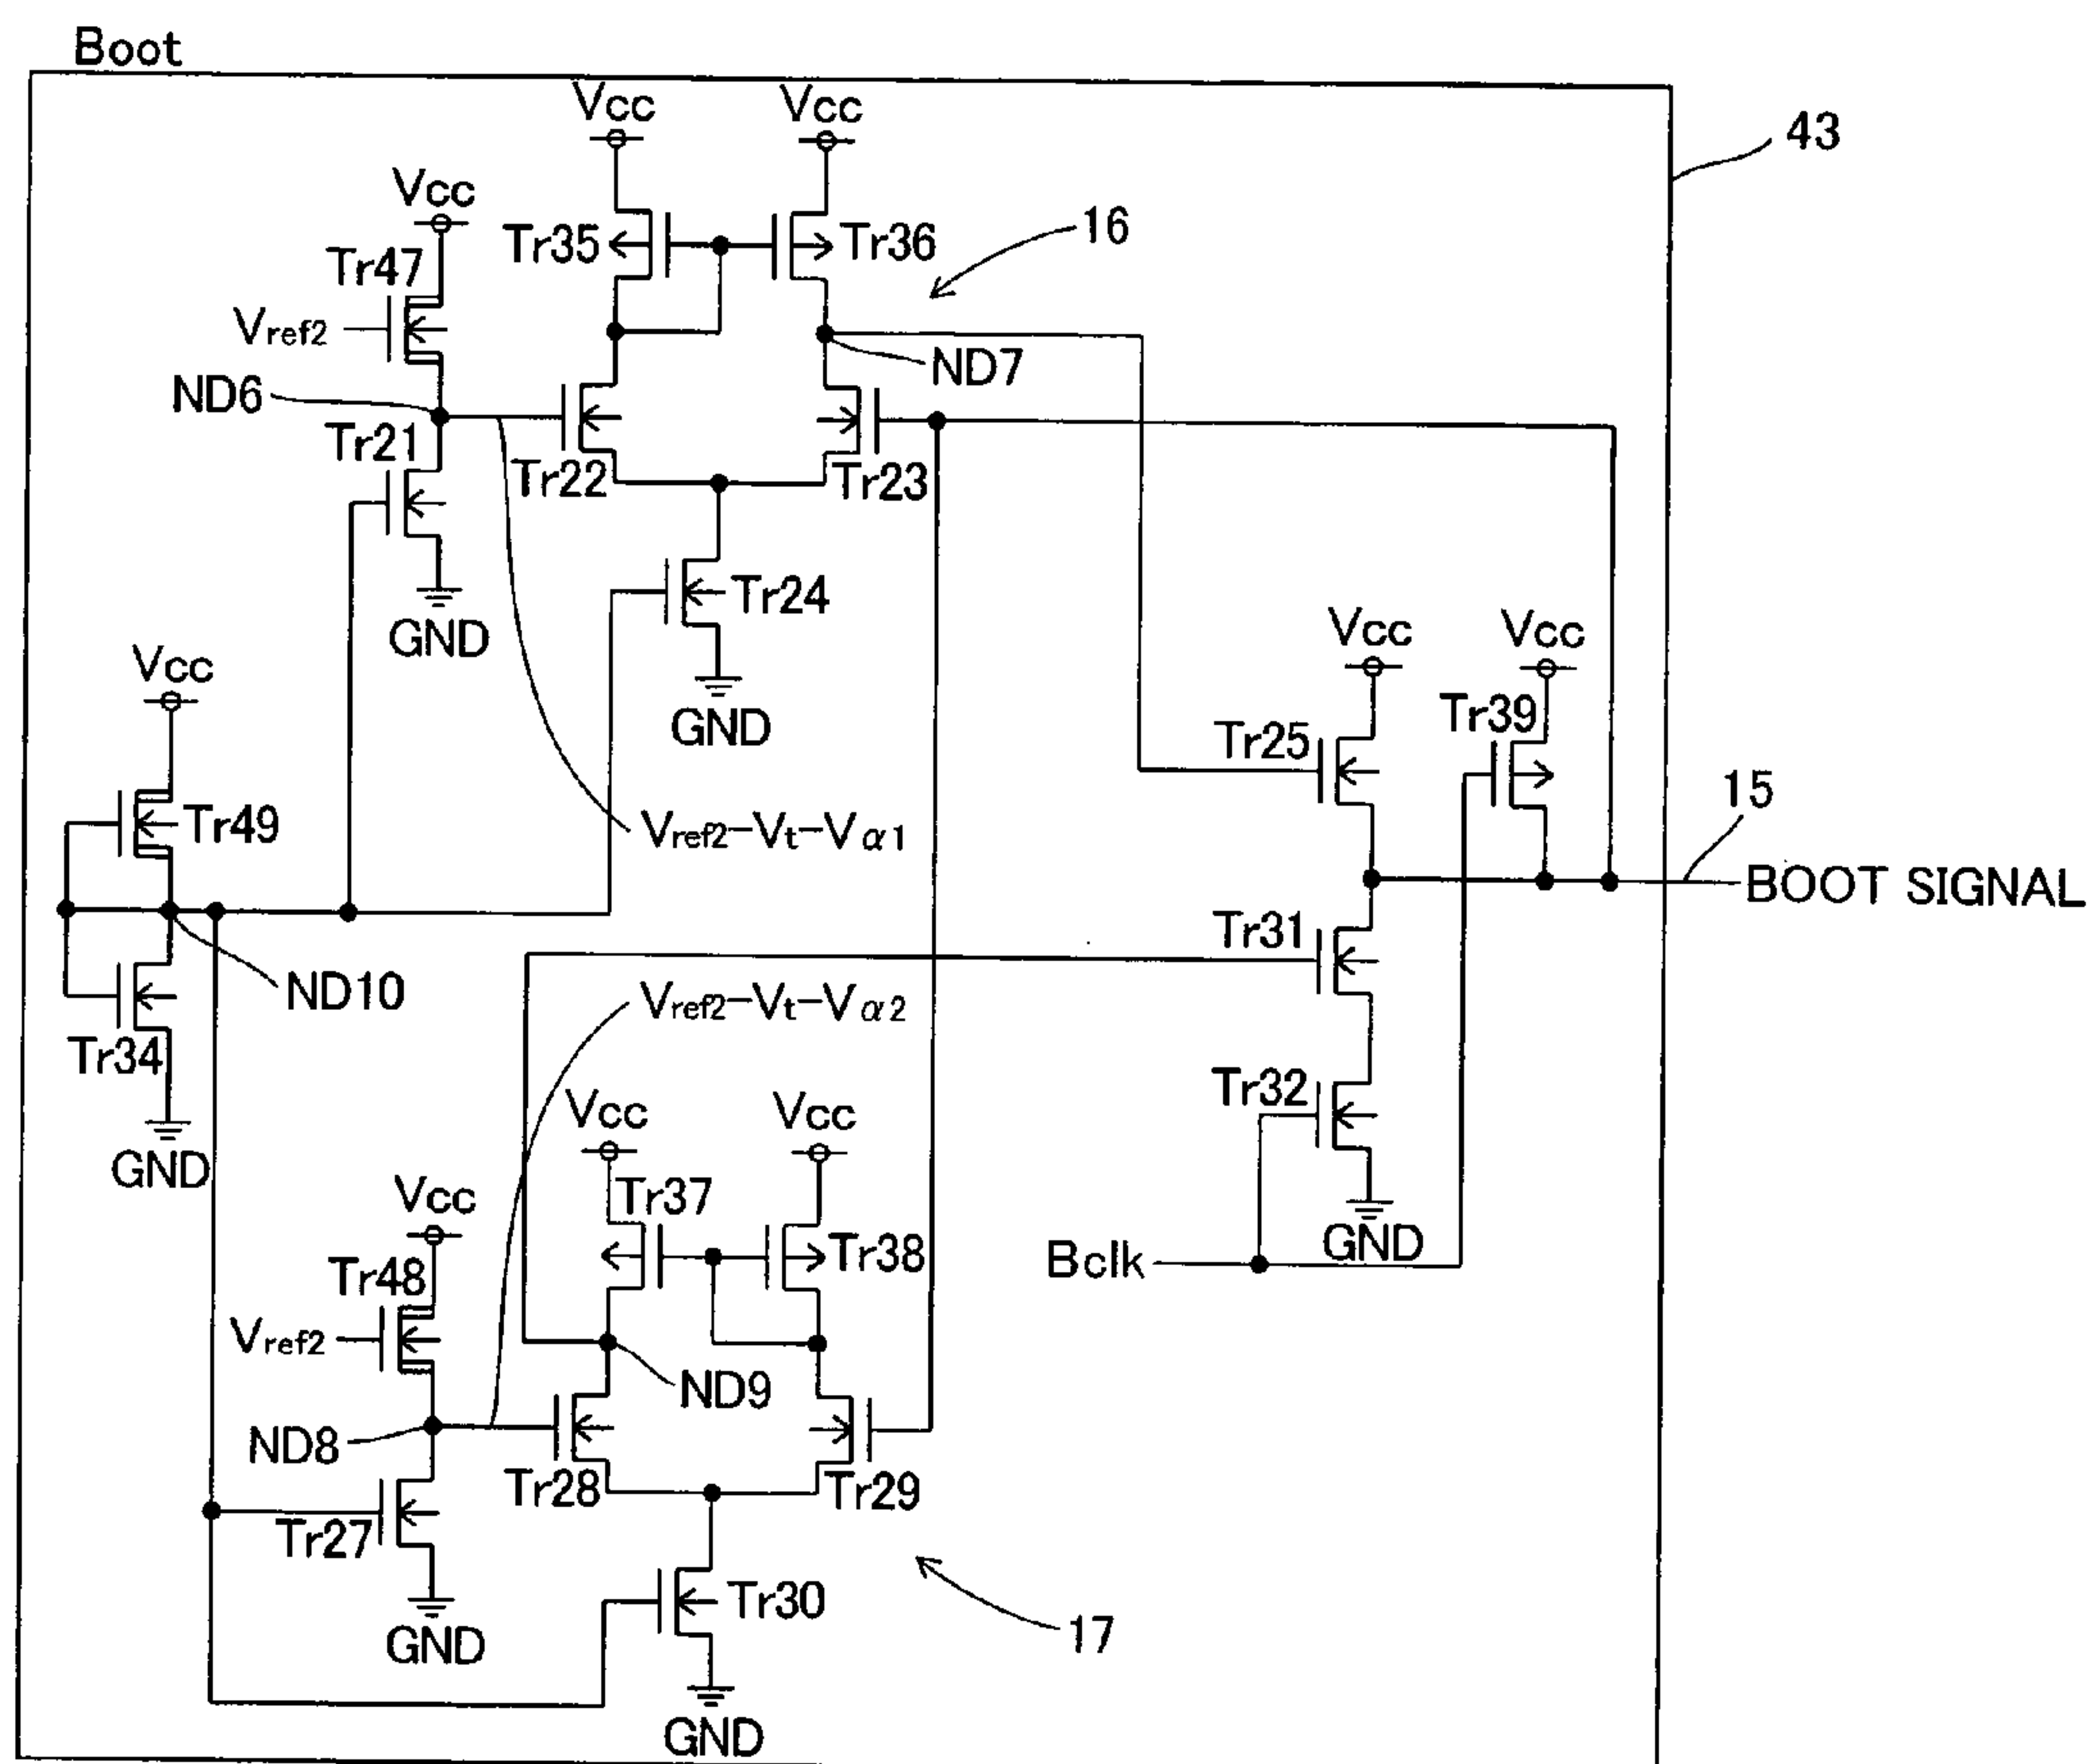 Boot
Vcc
Vcc
43
Vcc
Tr35
Tr36
16
Tr47
Vref2
ND7
ND6
Tr21
Tr22
Tr23
Tr24
GND
Vcc
Vcc
Vcc
GND
Tr39
Tr25
15
Tr49
Vref2-Vt-Vα1
BOOT SIGNAL
Tr31
ND10
Vref2-Vt-Vα2
Tr34
Tr32
Vcc
Vcc
GND
Vcc
Tr37
GND
Tr38
Bclk
Tr48
Vref2
ND9
ND8
Tr28
Tr29
Tr27
Tr30
GND
17
GND